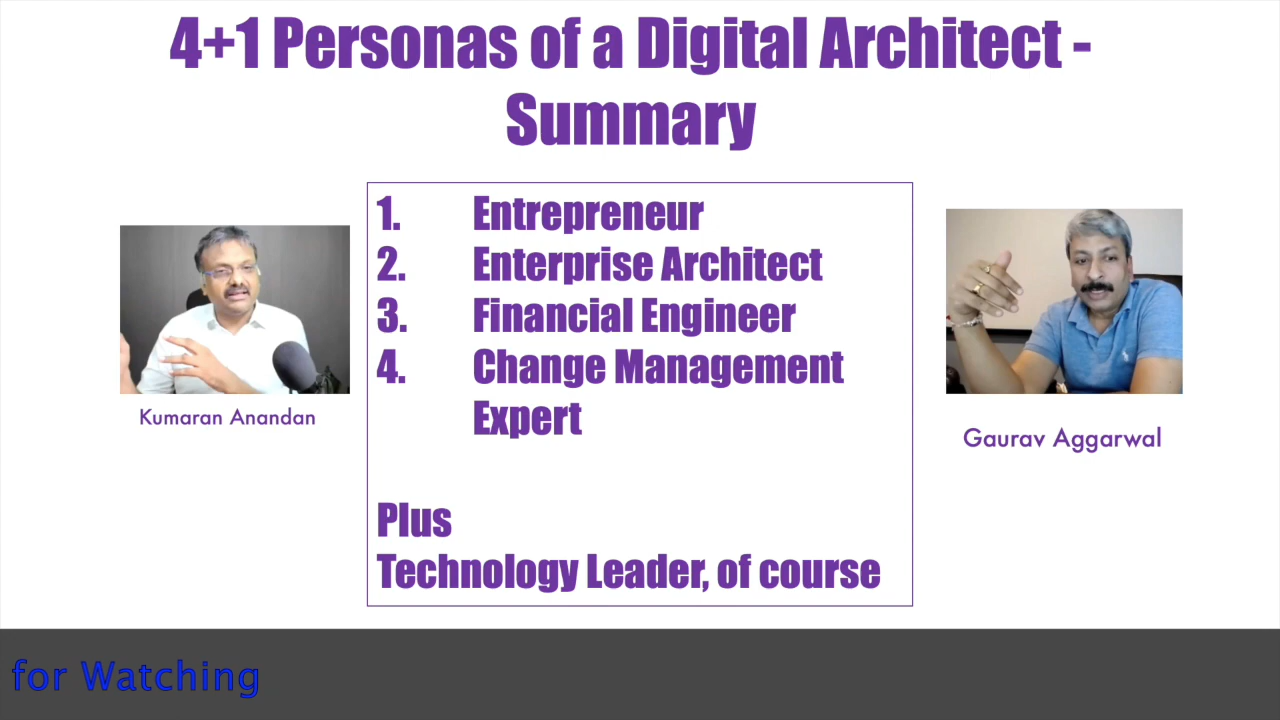 4+1 Personas of a Digital Architect -
Summary
1. Entrepreneur
2. Enterprise Architect
3. Financial Engineer
4. Change Management
Expert
Plus
Technology Leader, of course
Kumaran Anandan
Gaurav Aggarwal
for Watching